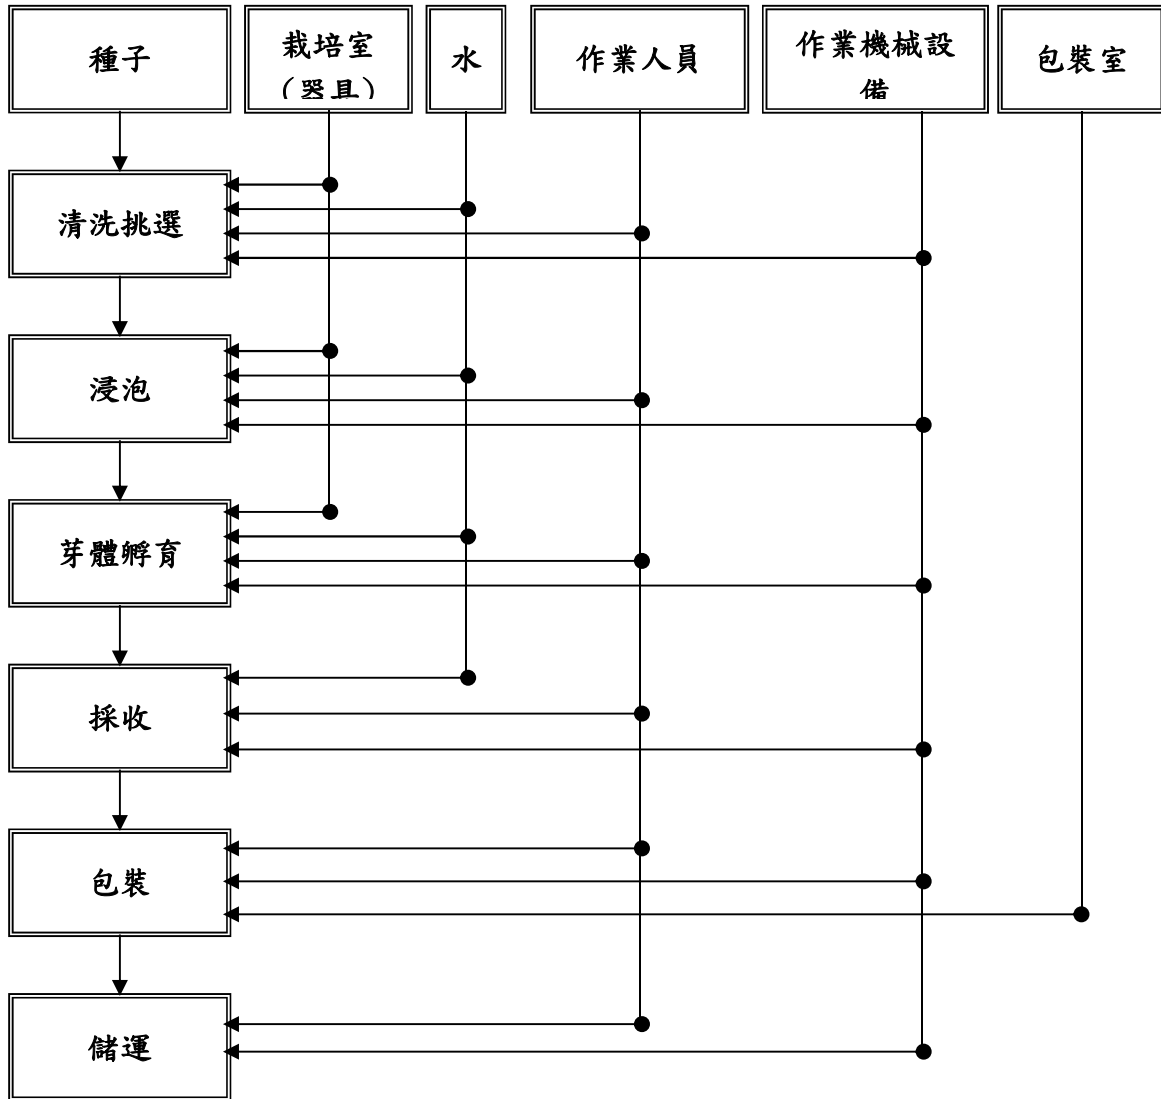 種子
栽培室
(器具)
水
作業人員
作業機械設
備
包裝室
清洗挑選
浸泡
芽體孵育
採收
包裝
儲運